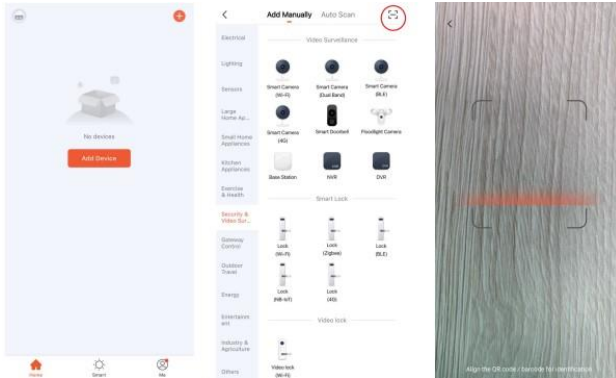 No devices
Add Device
Home
Smart
Me
Add Manually
Auto Scan
Electrical
Lighting
Sensors
Large
Home Ap...
Small Home
Appliances
Kitchen
Appliances
Exercise
& Health
Security &
Video Sur...
Gateway
Control
Outdoor
Travel
Energy
Entertainm
ent
Industry &
Agriculture
Others
Video Surveillance
Smart Camera
(Wi-Fi)
Smart Camera
(Dual Band)
Smart Camera
(BLE)
Smart Camera
(4G)
Smart Doorbell
Floodlight Camera
Base Station
NVR
DVR
Smart Lock
Lock
(Wi-Fi)
Lock
(Zigbee)
Lock
(BLE)
Lock
(NB-IoT)
Lock
(4G)
Video lock
Video lock
(Wi-Fi)
Align the QR code / barcode for identification